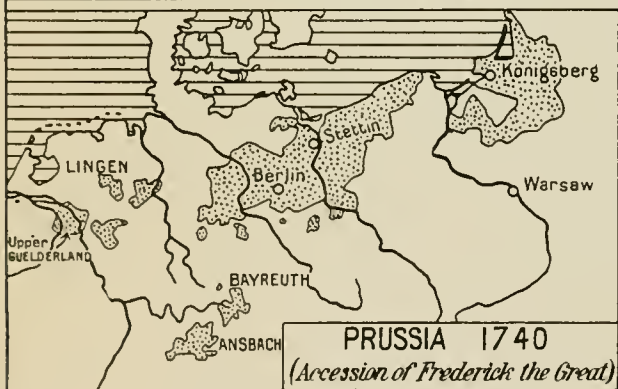 Königsberg
Stettin
LINGEN
Berlin
Warsaw
Upper
GUELDERLAND
BAYREUTH
ANSBACH
PRUSSIA 1740
(Accession of Frederick the Great)